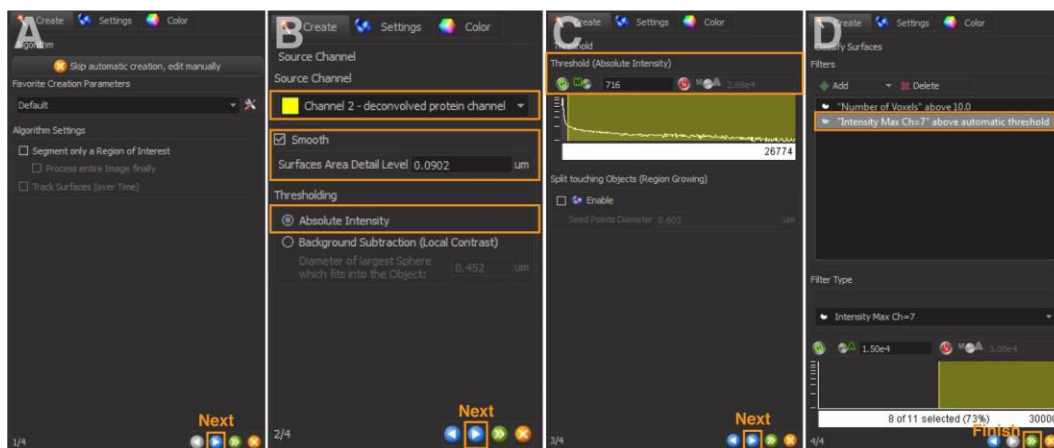 A
Create Settings Color
Algorithm
Skip automatic creation, edit manually
Favorite Creation Parameters
Default
Algorithm Settings
Segment only a Region of Interest
Process entire Image finally
Track Surfaces (over Time)
Next
1/4
B
Create Settings Color
Source Channel
Source Channel
Channel 2 - deconvolved protein channel
Smooth
Surfaces Area Detail Level 0.0902 um
Thresholding
Absolute Intensity
Background Subtraction (Local Contrast)
Diameter of largest Sphere
which fits into the Object: 0.452 um
Next
2/4
C
Create Settings Color
Threshold
Threshold (Absolute Intensity)
M 716 M A 2.68e4
26774
Split touching Objects (Region Growing)
Enable
Seed Points Diameter 0.603 um
Next
3/4
D
Create Settings Color
Classify Surfaces
Filters
Add Delete
"Number of Voxels" above 10.0
"Intensity Max Ch=7" above automatic threshold
Filter Type
Intensity Max Ch=7
A 1.50e4 M A 3.00e4
8 of 11 selected (73%) 30000
Finish
4/4